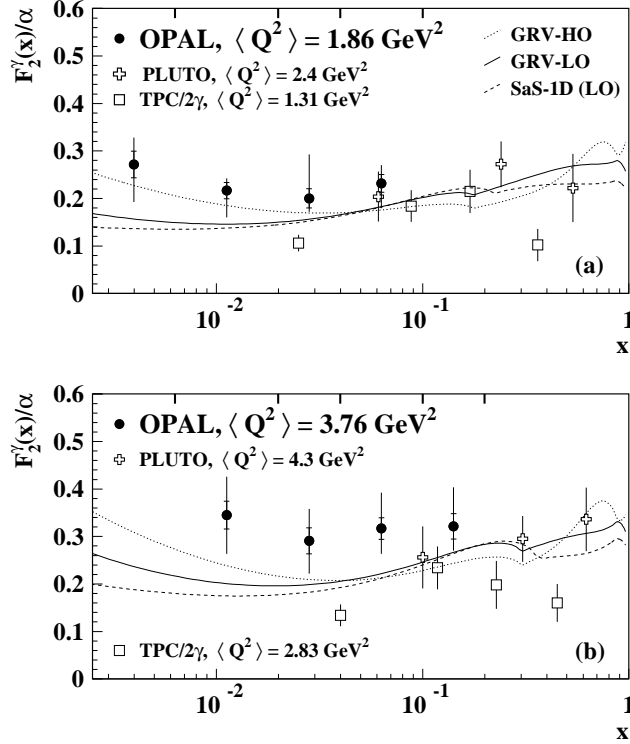 F₂^γ(x)/α
0.6
0.5
0.4
0.3
0.2
0.1
0
OPAL, ⟨ Q² ⟩ = 1.86 GeV²
PLUTO, ⟨ Q² ⟩ = 2.4 GeV²
TPC/2γ, ⟨ Q² ⟩ = 1.31 GeV²
GRV-HO
GRV-LO
SaS-1D (LO)
(a)
10⁻² 10⁻¹ 1
x
F₂^γ(x)/α
0.6
0.5
0.4
0.3
0.2
0.1
0
OPAL, ⟨ Q² ⟩ = 3.76 GeV²
PLUTO, ⟨ Q² ⟩ = 4.3 GeV²
TPC/2γ, ⟨ Q² ⟩ = 2.83 GeV²
(b)
10⁻² 10⁻¹ 1
x